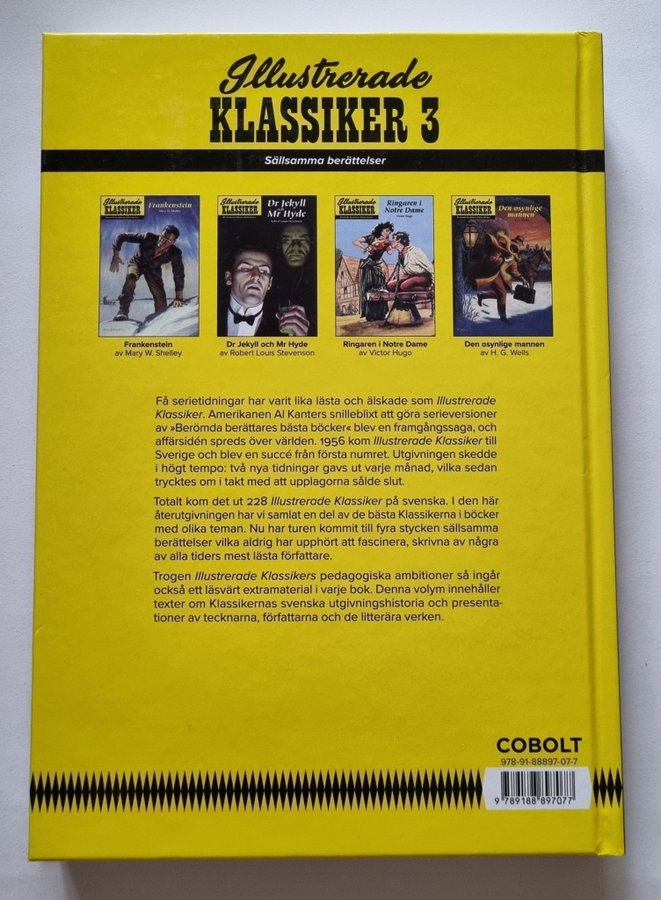 Illustrerade
KLASSIKER 3
Sällsamma berättelser
Illustrerade
KLASSIKER
Frankenstein
Mary W. Shelley
Dr Jekyll
och
Mr Hyde
Robert Louis Stevenson
Illustrerade
KLASSIKER
Ringaren i
Notre Dame
Victor Hugo
Illustrerade
KLASSIKER
Den osynlige
mannen
Frankenstein
av Mary W. Shelley
Dr Jekyll och Mr Hyde
av Robert Louis Stevenson
Ringaren i Notre Dame
av Victor Hugo
Den osynlige mannen
av H. G. Wells
Få serietidningar har varit lika lästa och älskade som Illustrerade
Klassiker. Amerikanen Al Kanters snilleblixt att göra serieversioner
av »Berömda berättares bästa böcker« blev en framgångssaga, och
affärsidén spreds över världen. 1956 kom Illustrerade Klassiker till
Sverige och blev en succé från första numret. Utgivningen skedde
i högt tempo: två nya tidningar gavs ut varje månad, vilka sedan
trycktes om i takt med att upplagorna sålde slut.
Totalt kom det ut 228 Illustrerade Klassiker på svenska. I den här
återutgivningen har vi samlat en del av de bästa Klassikerna i böcker
med olika teman. Nu har turen kommit till fyra stycken sällsamma
berättelser vilka aldrig har upphört att fascinera, skrivna av några
av alla tiders mest lästa författare.
Trogen Illustrerade Klassikers pedagogiska ambitioner så ingår
också ett läsvärt extramaterial i varje bok. Denna volym innehåller
texter om Klassikernas svenska utgivningshistoria och presenta-
tioner av tecknarna, författarna och de litterära verken.
COBOLT
978-91-88897-07-7
9 789188 897077